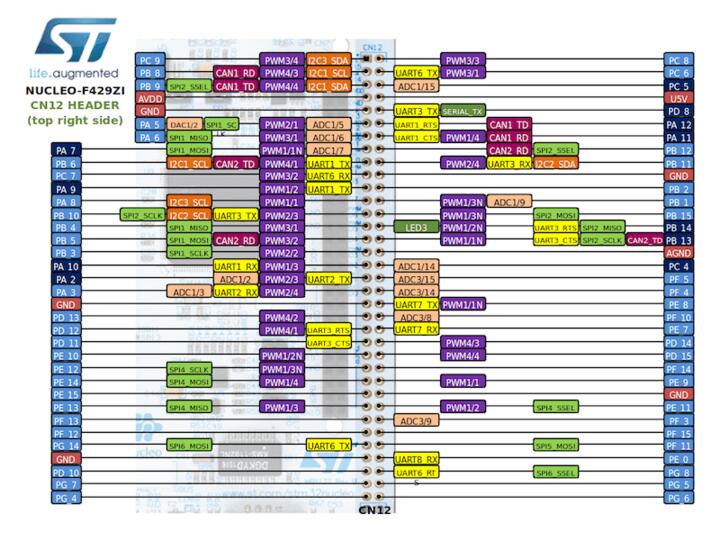 ST
life.augmented
NUCLEO-F429ZI
CN12 HEADER
(top right side)
CN12
PC 9 PWM3/4 I2C3_SDA PWM3/3 PC 8
PB 8 CAN1_RD PWM4/3 I2C1_SCL UART6_TX PWM3/1 PC 6
PB 9 SPI2_SSEL CAN1_TD PWM4/4 I2C1_SDA ADC1/15 PC 5
AVDD U5V
GND UART3_TX SERIAL_TX PD 8
PA 5 DAC1/2 SPI1_SC PWM2/1 ADC1/5 UART1_RTS CAN1_TD PA 12
PA 6 SPI1_MISO PWM3/1 ADC1/6 UART1_CTS PWM1/4 CAN1_RD PA 11
PA 7 SPI1_MOSI PWM1/1N ADC1/7 CAN2_RD SPI2_SSEL PB 12
PB 6 I2C1_SCL CAN2_TD PWM4/1 UART1_TX PWM2/4 UART3_RX I2C2_SDA PB 11
PC 7 PWM3/2 UART6_RX GND
PA 9 PWM1/2 UART1_TX PB 2
PA 8 I2C3_SCL PWM1/1 PWM1/3N ADC1/9 PB 1
PB 10 SPI2_SCLK I2C2_SCL UART3_TX PWM2/3 PWM1/3N SPI2_MOSI PB 15
PB 4 SPI1_MISO PWM3/1 LED3 PWM1/2N UART3_RTS SPI2_MISO PB 14
PB 5 SPI1_MOSI CAN2_RD PWM3/2 PWM1/1N UART3_CTS SPI2_SCLK CAN2_TD PB 13
PB 3 SPI1_SCLK PWM2/2 AGND
PA 10 UART1_RX PWM1/3 ADC1/14 PC 4
PA 2 ADC1/2 PWM2/3 UART2_TX ADC3/15 PF 5
PA 3 ADC1/3 UART2_RX PWM2/4 ADC3/14 PF 4
GND UART7_TX PWM1/1N PE 8
PD 13 PWM4/2 ADC3/8 PF 10
PD 12 PWM4/1 UART3_RTS UART7_RX PE 7
PD 11 UART3_CTS PWM4/3 PD 14
PE 10 PWM1/2N PWM4/4 PD 15
PE 12 SPI4_SCLK PWM1/3N PF 14
PE 14 SPI4_MOSI PWM1/4 PWM1/1 PE 9
PE 15 GND
PE 13 SPI4_MISO PWM1/3 PWM1/2 SPI4_SSEL PE 11
PF 13 ADC3/9 PF 3
PF 12 PF 15
PG 14 SPI6_MOSI UART6_TX SPI5_MOSI PF 11
GND UART8_RX PE 0
PD 10 UART6_RT
S SPI6_SSEL PG 8
PG 7 PG 5
PG 4 PG 6
CN12